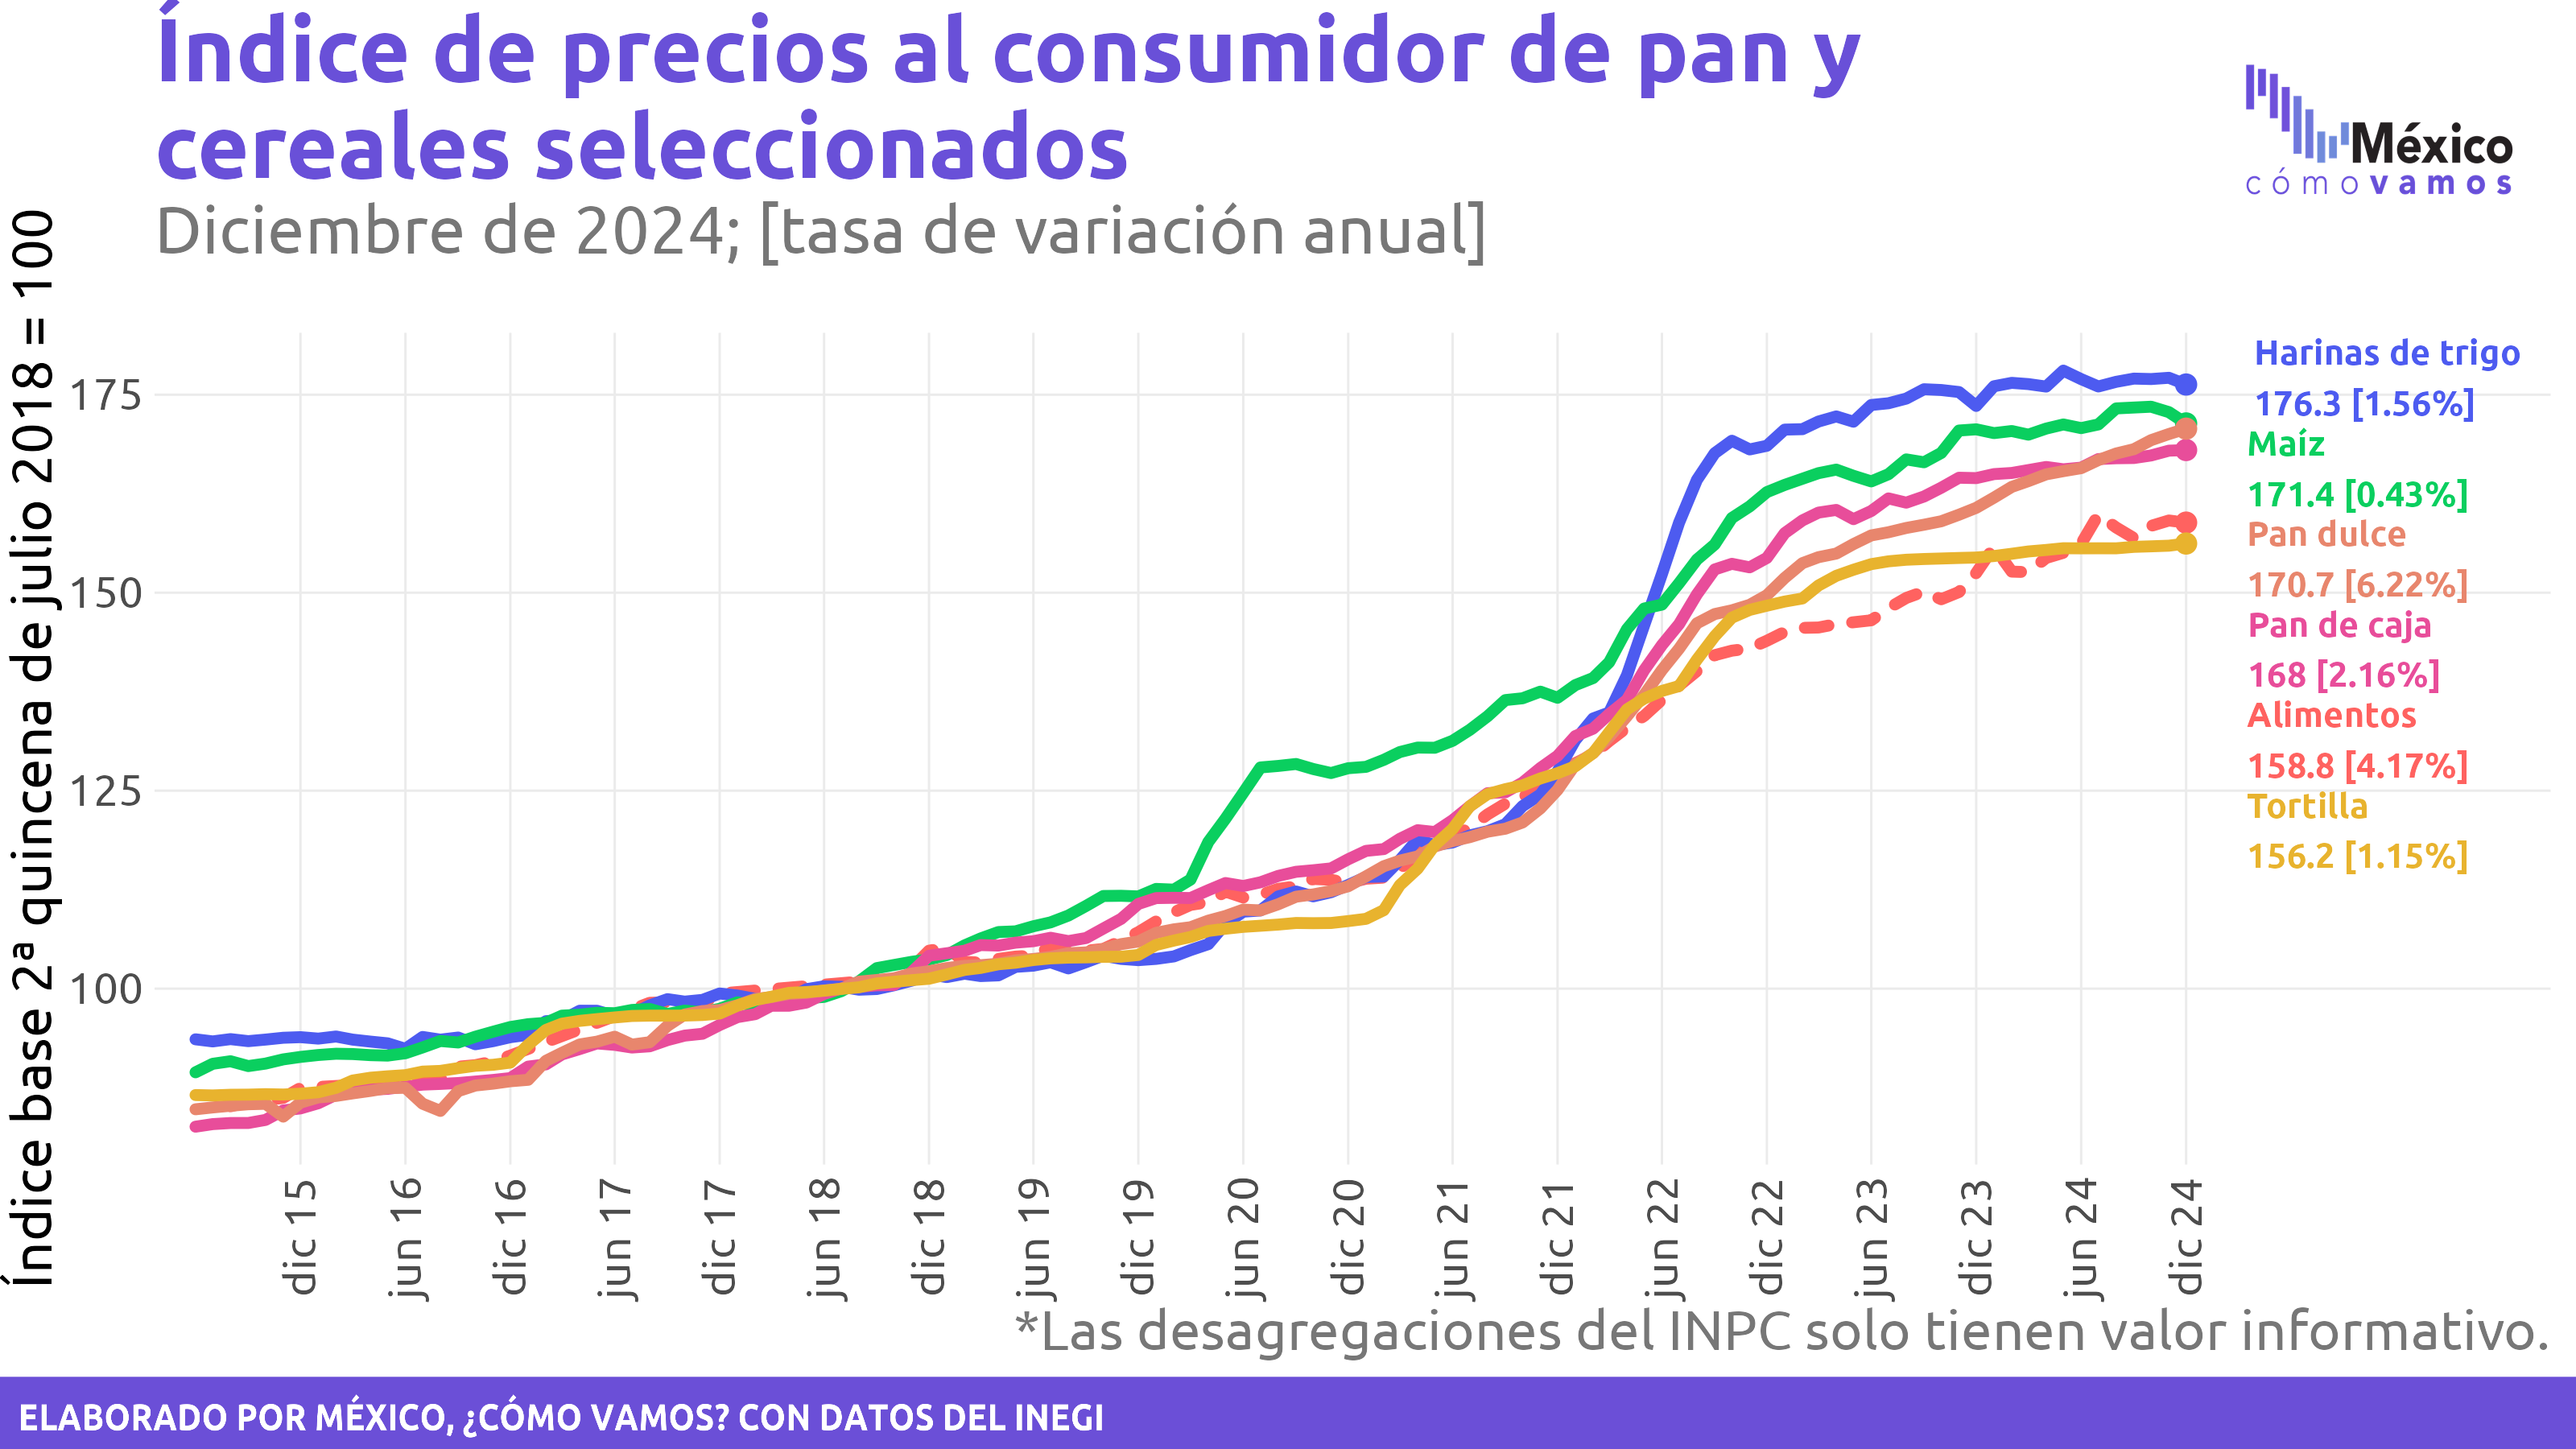 Índice de precios al consumidor de pan y
cereales seleccionados
Diciembre de 2024; [tasa de variación anual]
México
cómovamos
Índice base 2ª quincena de julio 2018 = 100
175
150
125
100
Harinas de trigo
176.3 [1.56%]
Maíz
171.4 [0.43%]
Pan dulce
170.7 [6.22%]
Pan de caja
168 [2.16%]
Alimentos
158.8 [4.17%]
Tortilla
156.2 [1.15%]
dic 15
jun 16
dic 16
jun 17
dic 17
jun 18
dic 18
jun 19
dic 19
jun 20
dic 20
jun 21
dic 21
jun 22
dic 22
jun 23
dic 23
jun 24
dic 24
*Las desagregaciones del INPC solo tienen valor informativo.
ELABORADO POR MÉXICO, ¿CÓMO VAMOS? CON DATOS DEL INEGI